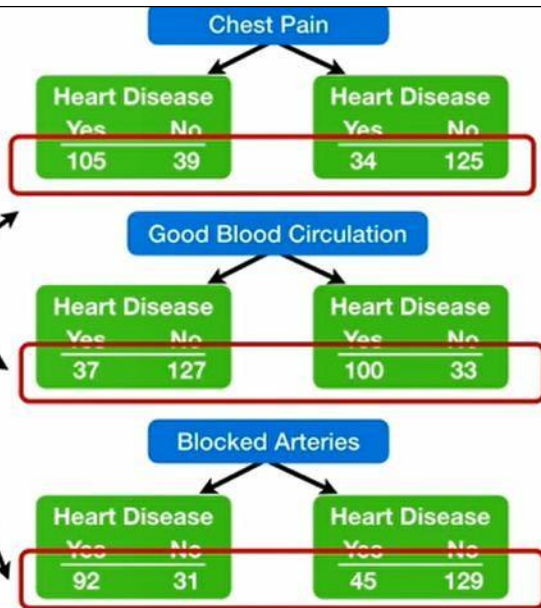 Chest Pain
Heart Disease Heart Disease
Yes No Yes No
105 39 34 125
Good Blood Circulation
Heart Disease Heart Disease
Yes No Yes No
37 127 100 33
Blocked Arteries
Heart Disease Heart Disease
Yes No Yes No
92 31 45 129